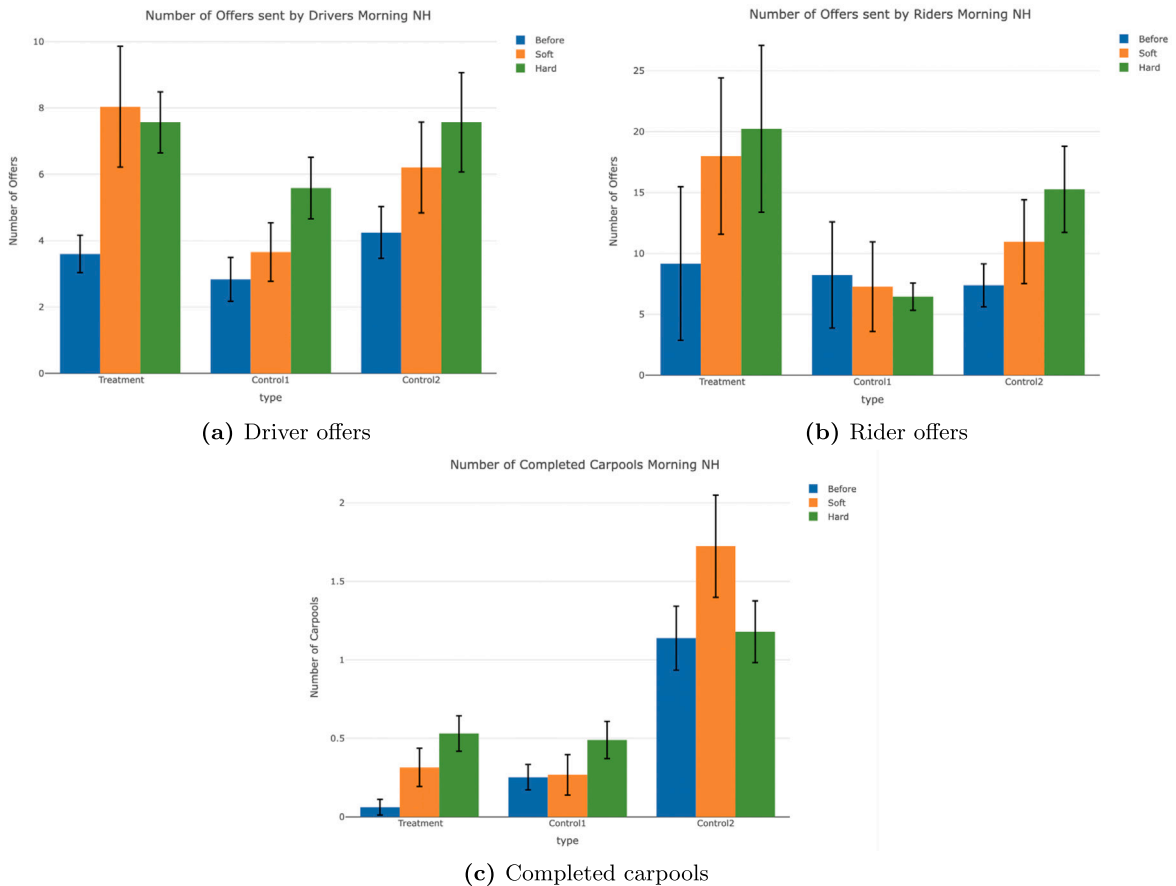 Number of Offers sent by Drivers Morning NH
Before
Soft
Hard
10
8
6
4
2
0
Number of Offers
Treatment
Control1
Control2
type
(a) Driver offers
Number of Offers sent by Riders Morning NH
Before
Soft
Hard
25
20
15
10
5
0
Number of Offers
Treatment
Control1
Control2
type
(b) Rider offers
Number of Completed Carpools Morning NH
Before
Soft
Hard
2
1.5
1
0.5
0
Number of Carpools
Treatment
Control1
Control2
type
(c) Completed carpools